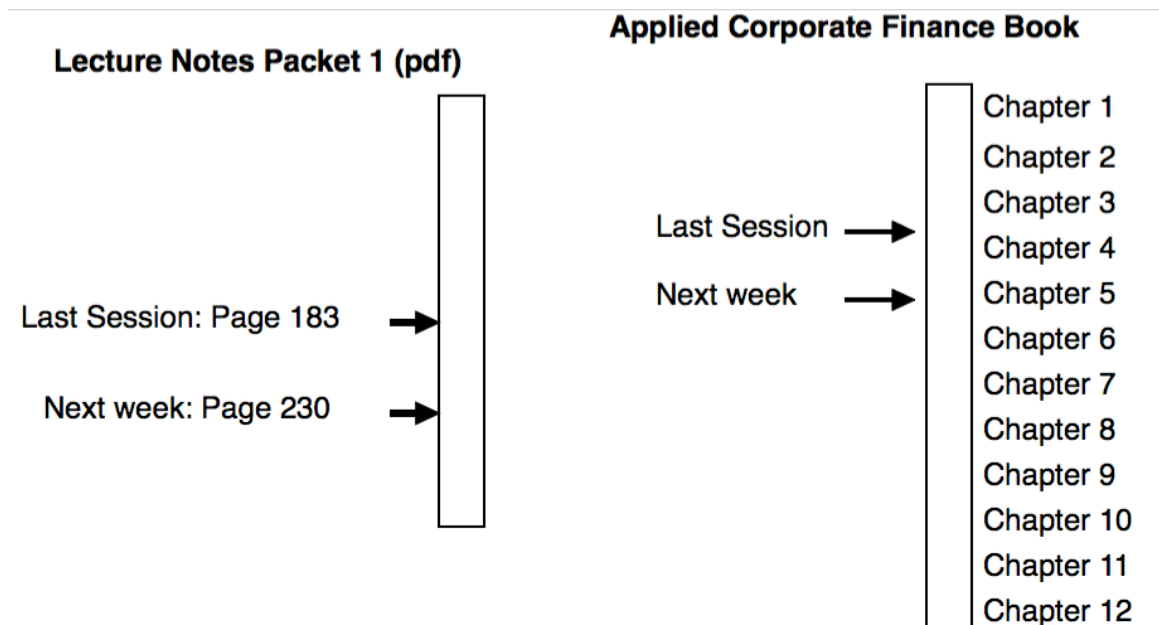 Applied Corporate Finance Book
Lecture Notes Packet 1 (pdf)
Last Session: Page 183
Next week: Page 230
Last Session
Next week
Chapter 1
Chapter 2
Chapter 3
Chapter 4
Chapter 5
Chapter 6
Chapter 7
Chapter 8
Chapter 9
Chapter 10
Chapter 11
Chapter 12